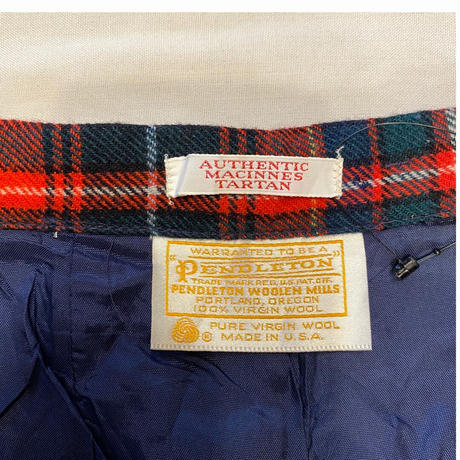 AUTHENTIC
MACINNES
TARTAN
WARRANTED TO BE A
"PENDLETON"
TRADE MARK REG. U.S. PAT. OFF.
PENDLETON WOOLEN MILLS
PORTLAND, OREGON
100% VIRGIN WOOL
® PURE VIRGIN WOOL
MADE IN U.S.A.